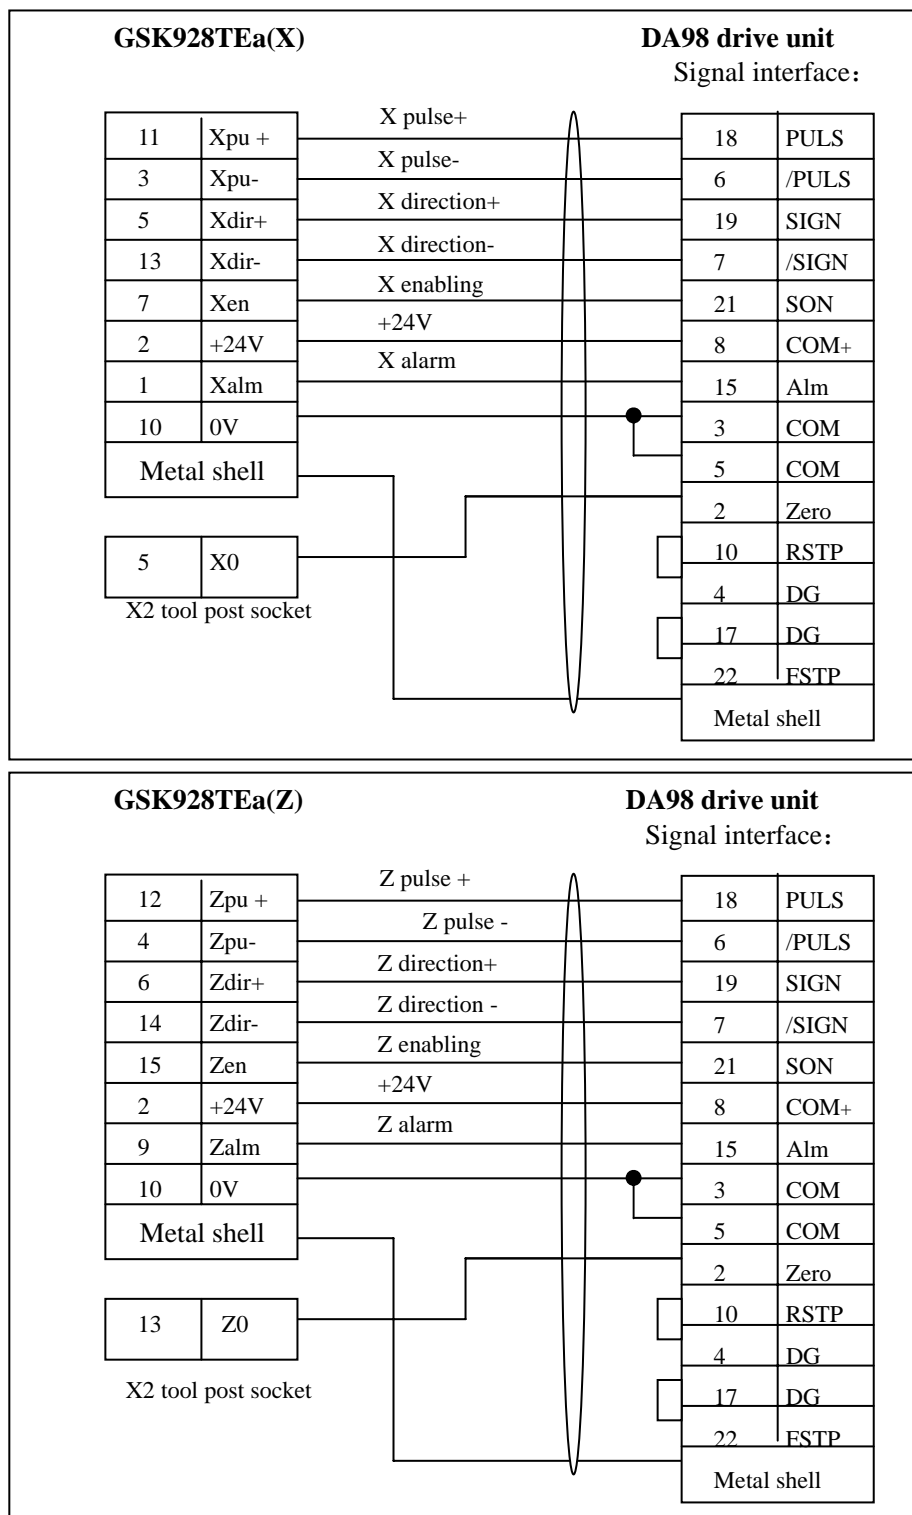 GSK928TEa(X) DA98 drive unit
Signal interface：
X pulse+
11 Xpu + 18 PULS
X pulse-
3 Xpu- 6 /PULS
X direction+
5 Xdir+ 19 SIGN
X direction-
13 Xdir- 7 /SIGN
X enabling
7 Xen 21 SON
+24V
2 +24V 8 COM+
X alarm
1 Xalm 15 Alm
10 0V 3 COM
Metal shell 5 COM
2 Zero
5 X0 10 RSTP
X2 tool post socket 4 DG
17 DG
22 FSTP
Metal shell
GSK928TEa(Z) DA98 drive unit
Signal interface：
Z pulse +
12 Zpu + 18 PULS
Z pulse -
4 Zpu- 6 /PULS
Z direction+
6 Zdir+ 19 SIGN
Z direction -
14 Zdir- 7 /SIGN
Z enabling
15 Zen 21 SON
+24V
2 +24V 8 COM+
Z alarm
9 Zalm 15 Alm
10 0V 3 COM
Metal shell 5 COM
2 Zero
13 Z0 10 RSTP
4 DG
X2 tool post socket 17 DG
22 FSTP
Metal shell